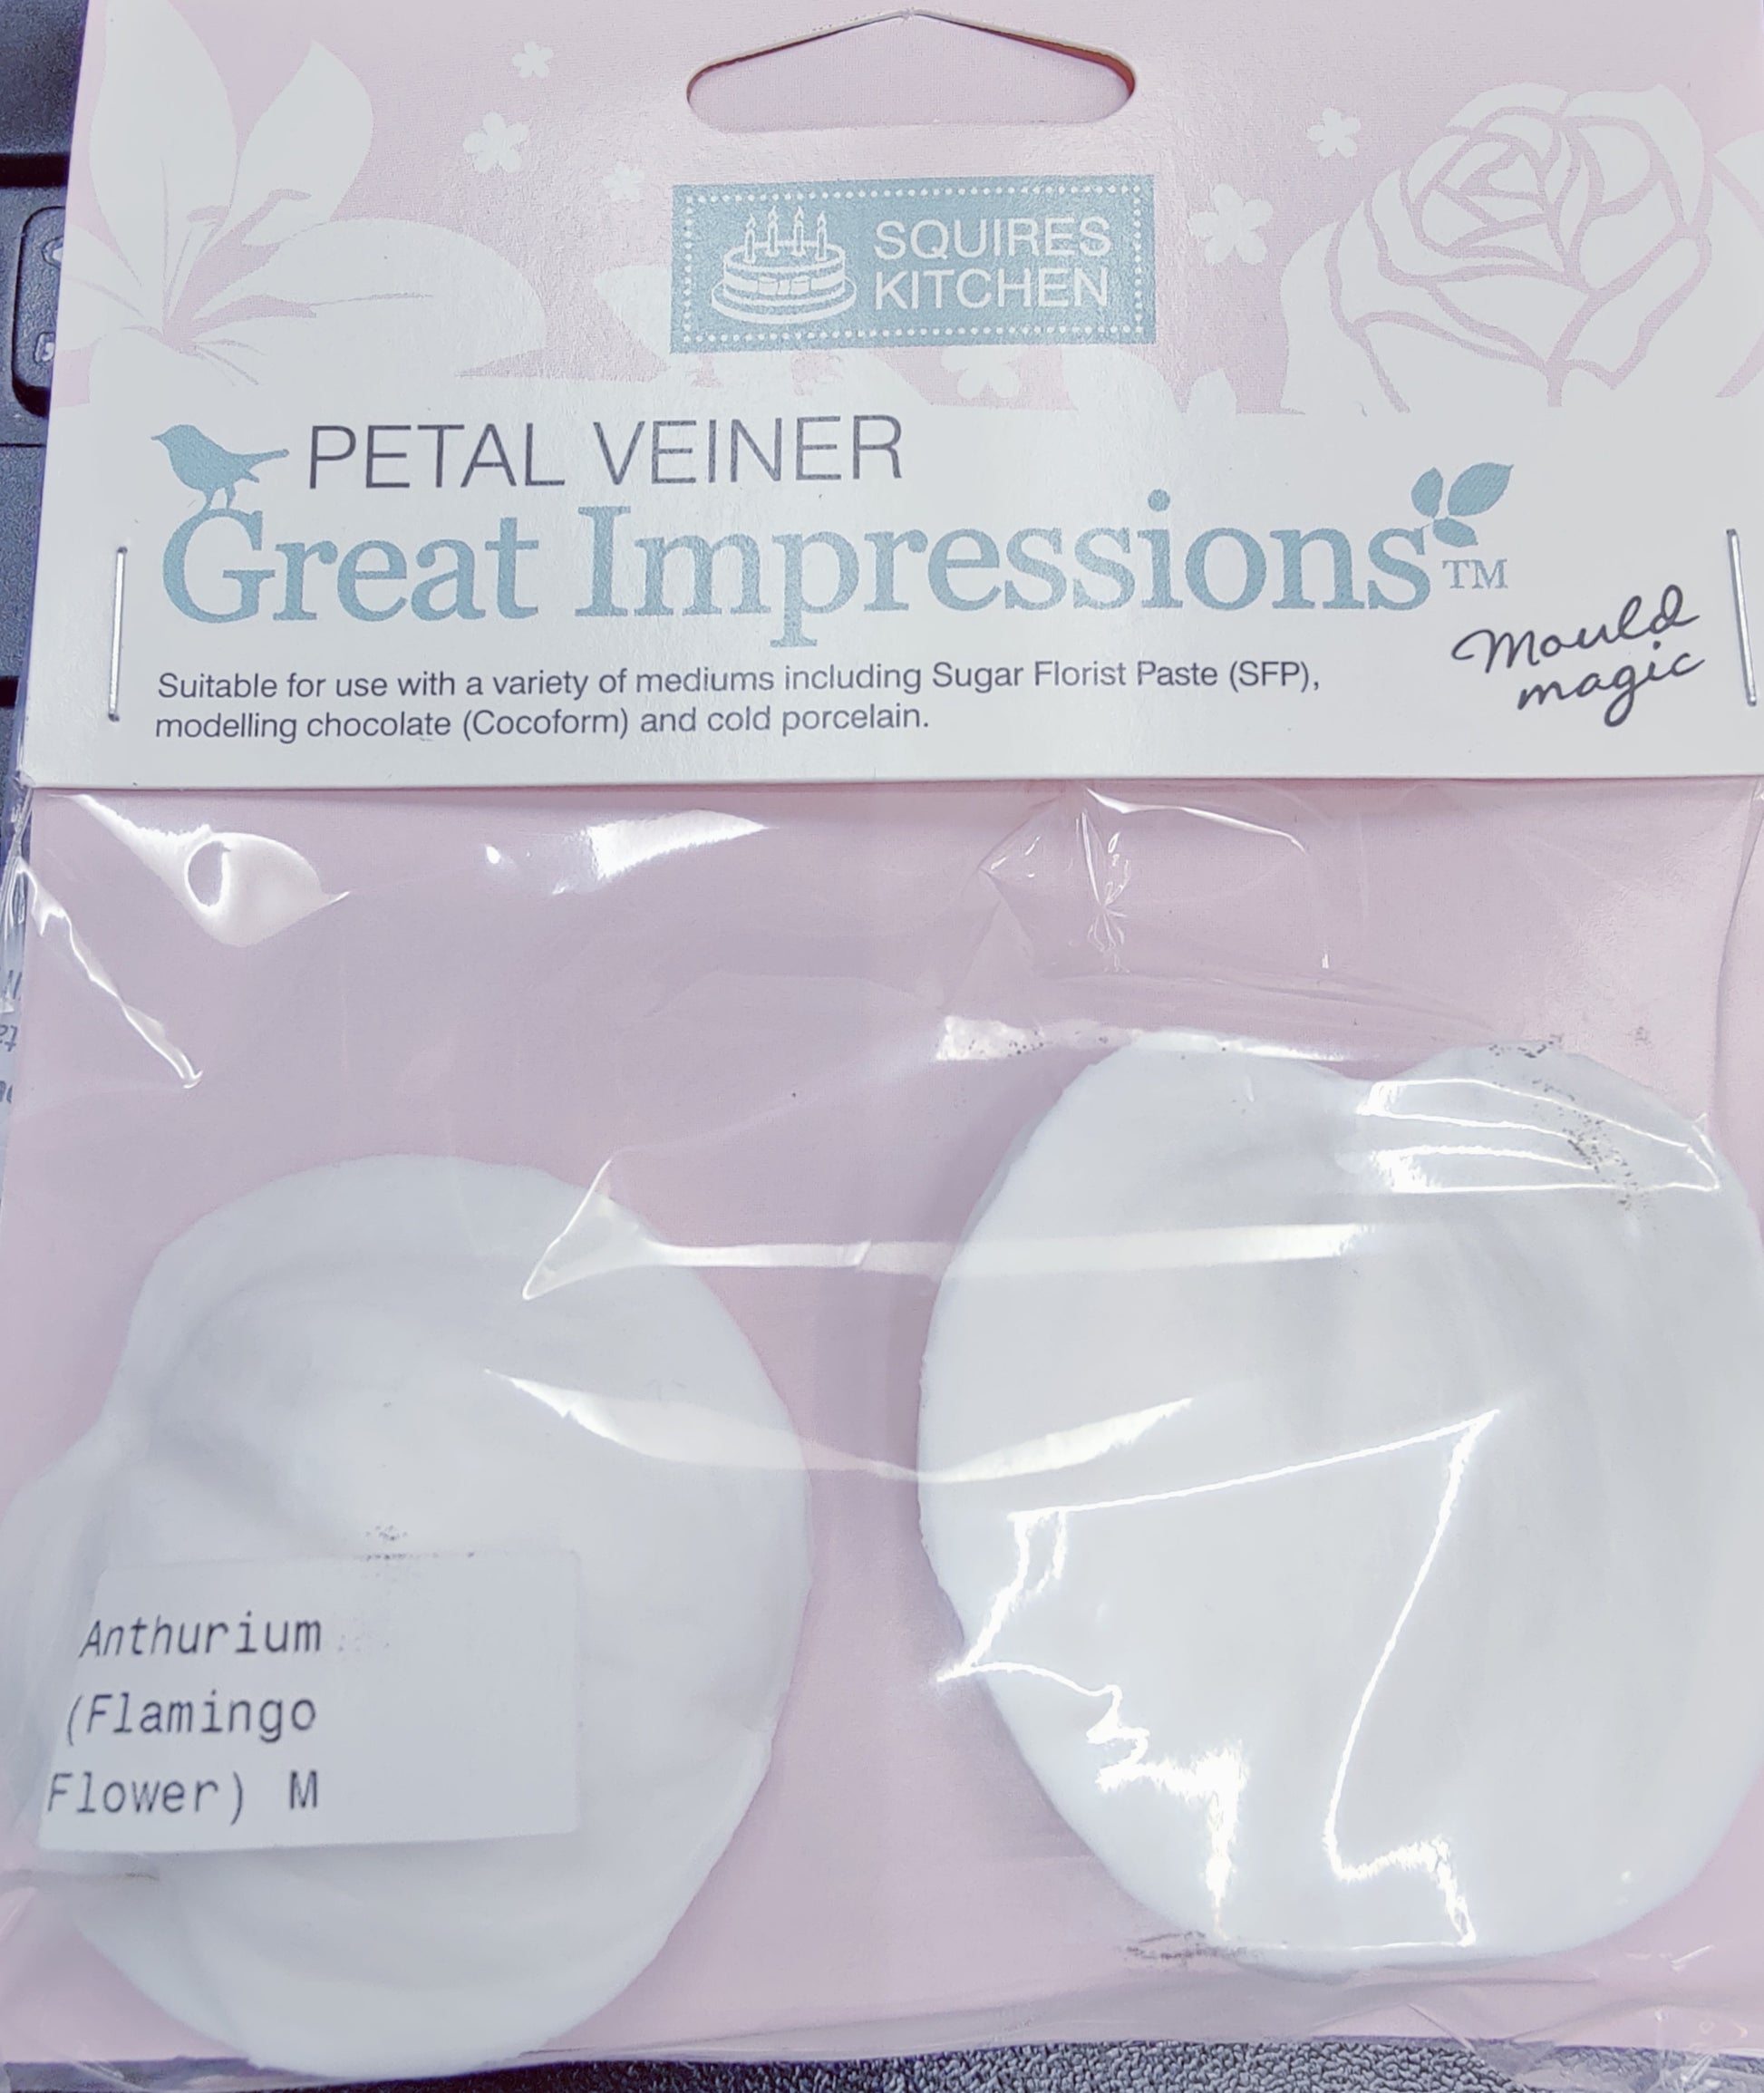 SQUIRES
KITCHEN
PETAL VEINER
Great Impressions™
Mould
magic
Suitable for use with a variety of mediums including Sugar Florist Paste (SFP),
modelling chocolate (Cocoform) and cold porcelain.
Anthurium
(Flamingo
Flower) M